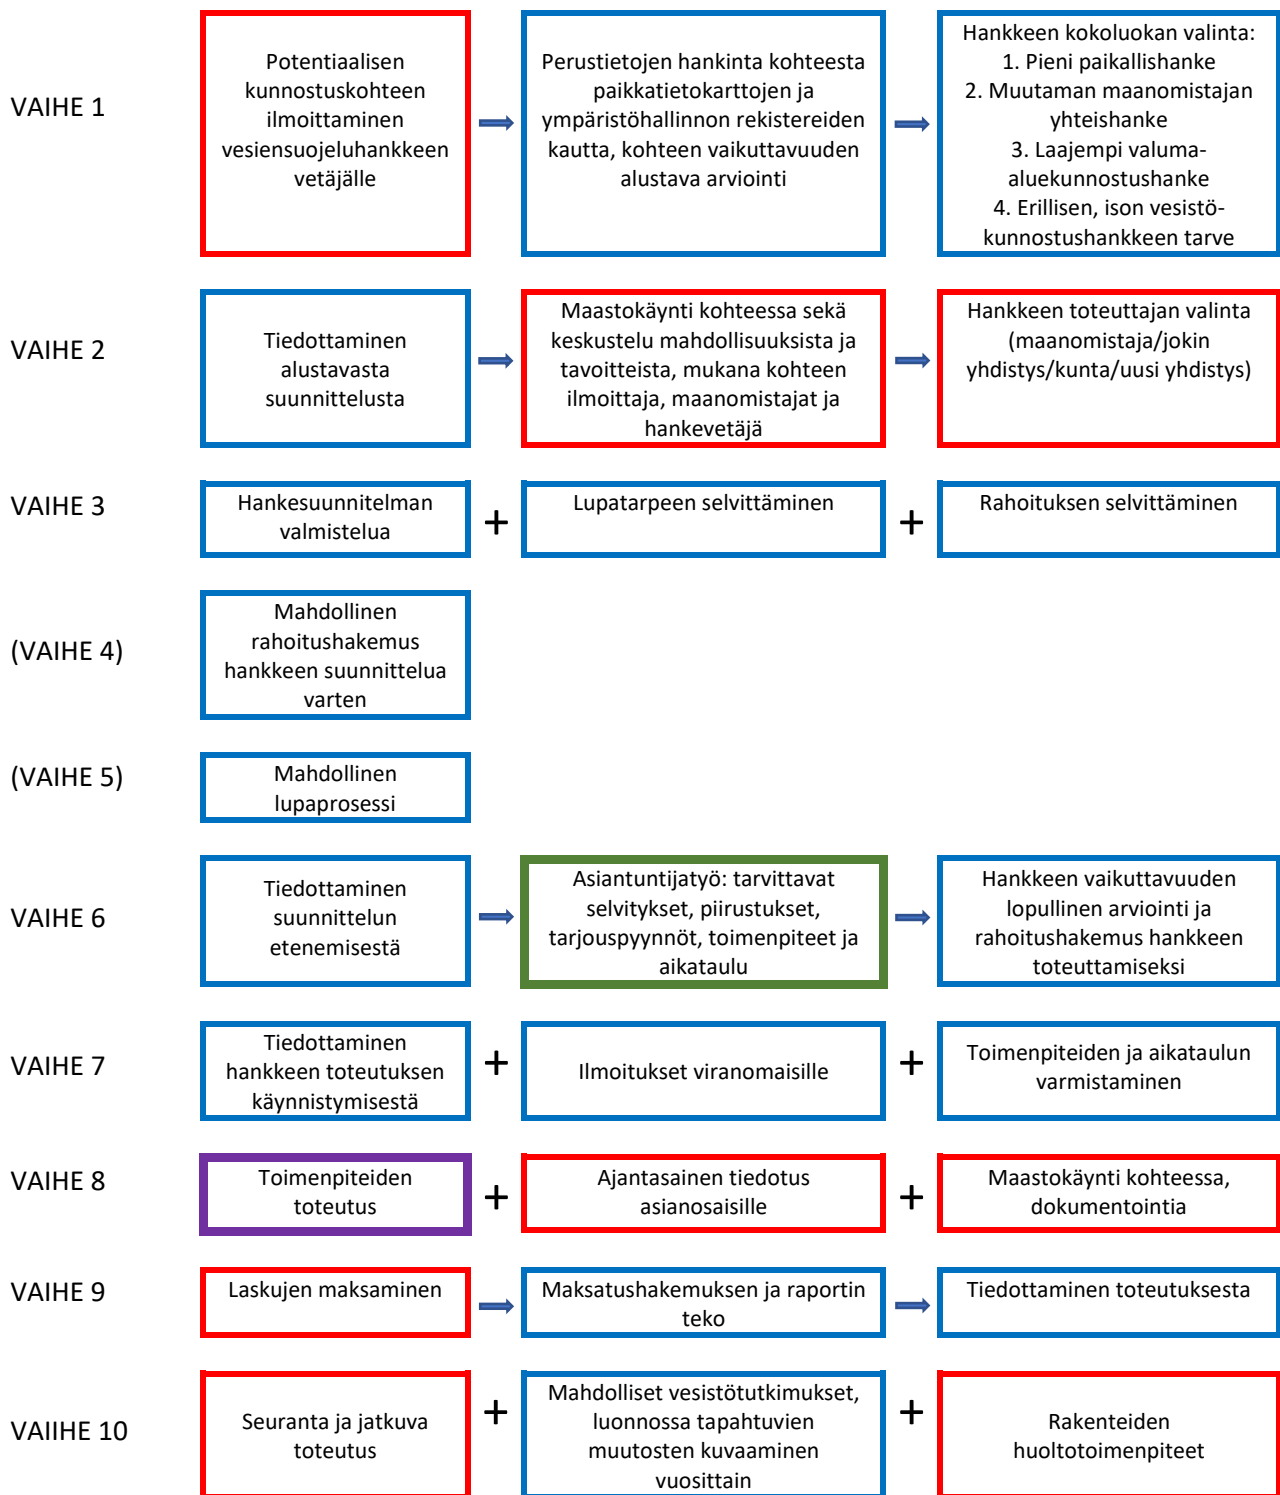 VAIHE 1
Potentiaalisen
kunnostuskohteen
ilmoittaminen
vesiensuojeluhankkeen
vetäjälle
Perustietojen hankinta kohteesta
paikkatietokarttojen ja
ympäristöhallinnon rekistereiden
kautta, kohteen vaikuttavuuden
alustava arviointi
Hankkeen kokoluokan valinta:
1. Pieni paikallishanke
2. Muutaman maanomistajan
yhteishanke
3. Laajempi valuma-
aluekunnostushanke
4. Erillisen, ison vesistö-
kunnostushankkeen tarve
VAIHE 2
Tiedottaminen
alustavasta
suunnittelusta
Maastokäynti kohteessa sekä
keskustelu mahdollisuuksista ja
tavoitteista, mukana kohteen
ilmoittaja, maanomistajat ja
hankevetäjä
Hankkeen toteuttajan valinta
(maanomistaja/jokin
yhdistys/kunta/uusi yhdistys)
VAIHE 3
Hankesuunnitelman
valmistelua
+
Lupatarpeen selvittäminen
+
Rahoituksen selvittäminen
(VAIHE 4)
Mahdollinen
rahoitushakemus
hankkeen suunnittelua
varten
(VAIHE 5)
Mahdollinen
lupaprosessi
VAIHE 6
Tiedottaminen
suunnittelun
etenemisestä
Asiantuntijatyö: tarvittavat
selvitykset, piirustukset,
tarjouspyynnöt, toimenpiteet ja
aikataulu
Hankkeen vaikuttavuuden
lopullinen arviointi ja
rahoitushakemus hankkeen
toteuttamiseksi
VAIHE 7
Tiedottaminen
hankkeen toteutuksen
käynnistymisestä
+
Ilmoitukset viranomaisille
+
Toimenpiteiden ja aikataulun
varmistaminen
VAIHE 8
Toimenpiteiden
toteutus
+
Ajantasainen tiedotus
asianosaisille
+
Maastokäynti kohteessa,
dokumentointia
VAIHE 9
Laskujen maksaminen
Maksatushakemuksen ja raportin
teko
Tiedottaminen toteutuksesta
VAIIHE 10
Seuranta ja jatkuva
toteutus
+
Mahdolliset vesistötutkimukset,
luonnossa tapahtuvien
muutosten kuvaaminen
vuosittain
+
Rakenteiden
huoltotoimenpiteet